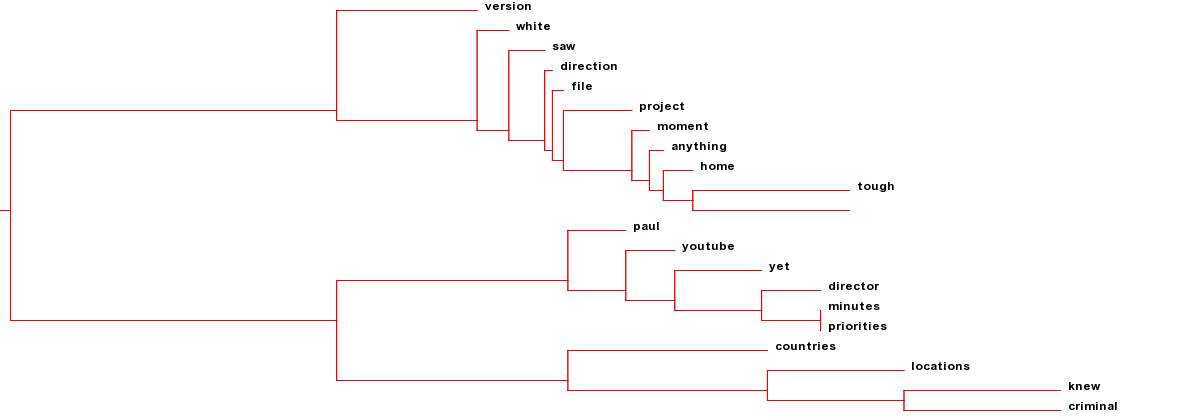 version
white
saw
direction
file
project
moment
anything
home
tough
paul
youtube
yet
director
minutes
priorities
countries
locations
knew
criminal